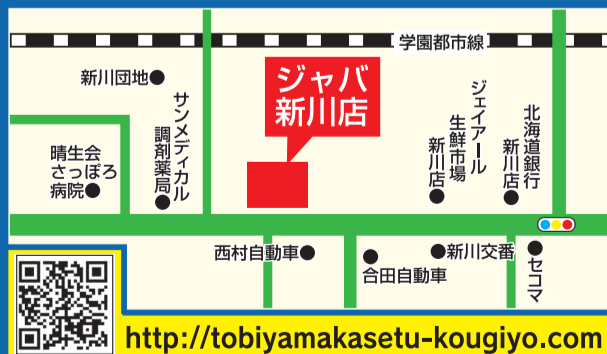 学園都市線
新川団地
ジャバ
新川店
サンメディカル
調剤薬局
晴生会
さっぽろ
病院
ジェイアール
生鮮市場
新川店
北海道銀行
新川店
西村自動車
合田自動車
新川交番
セコマ
http://tobiyamakasetu-kougiyo.com